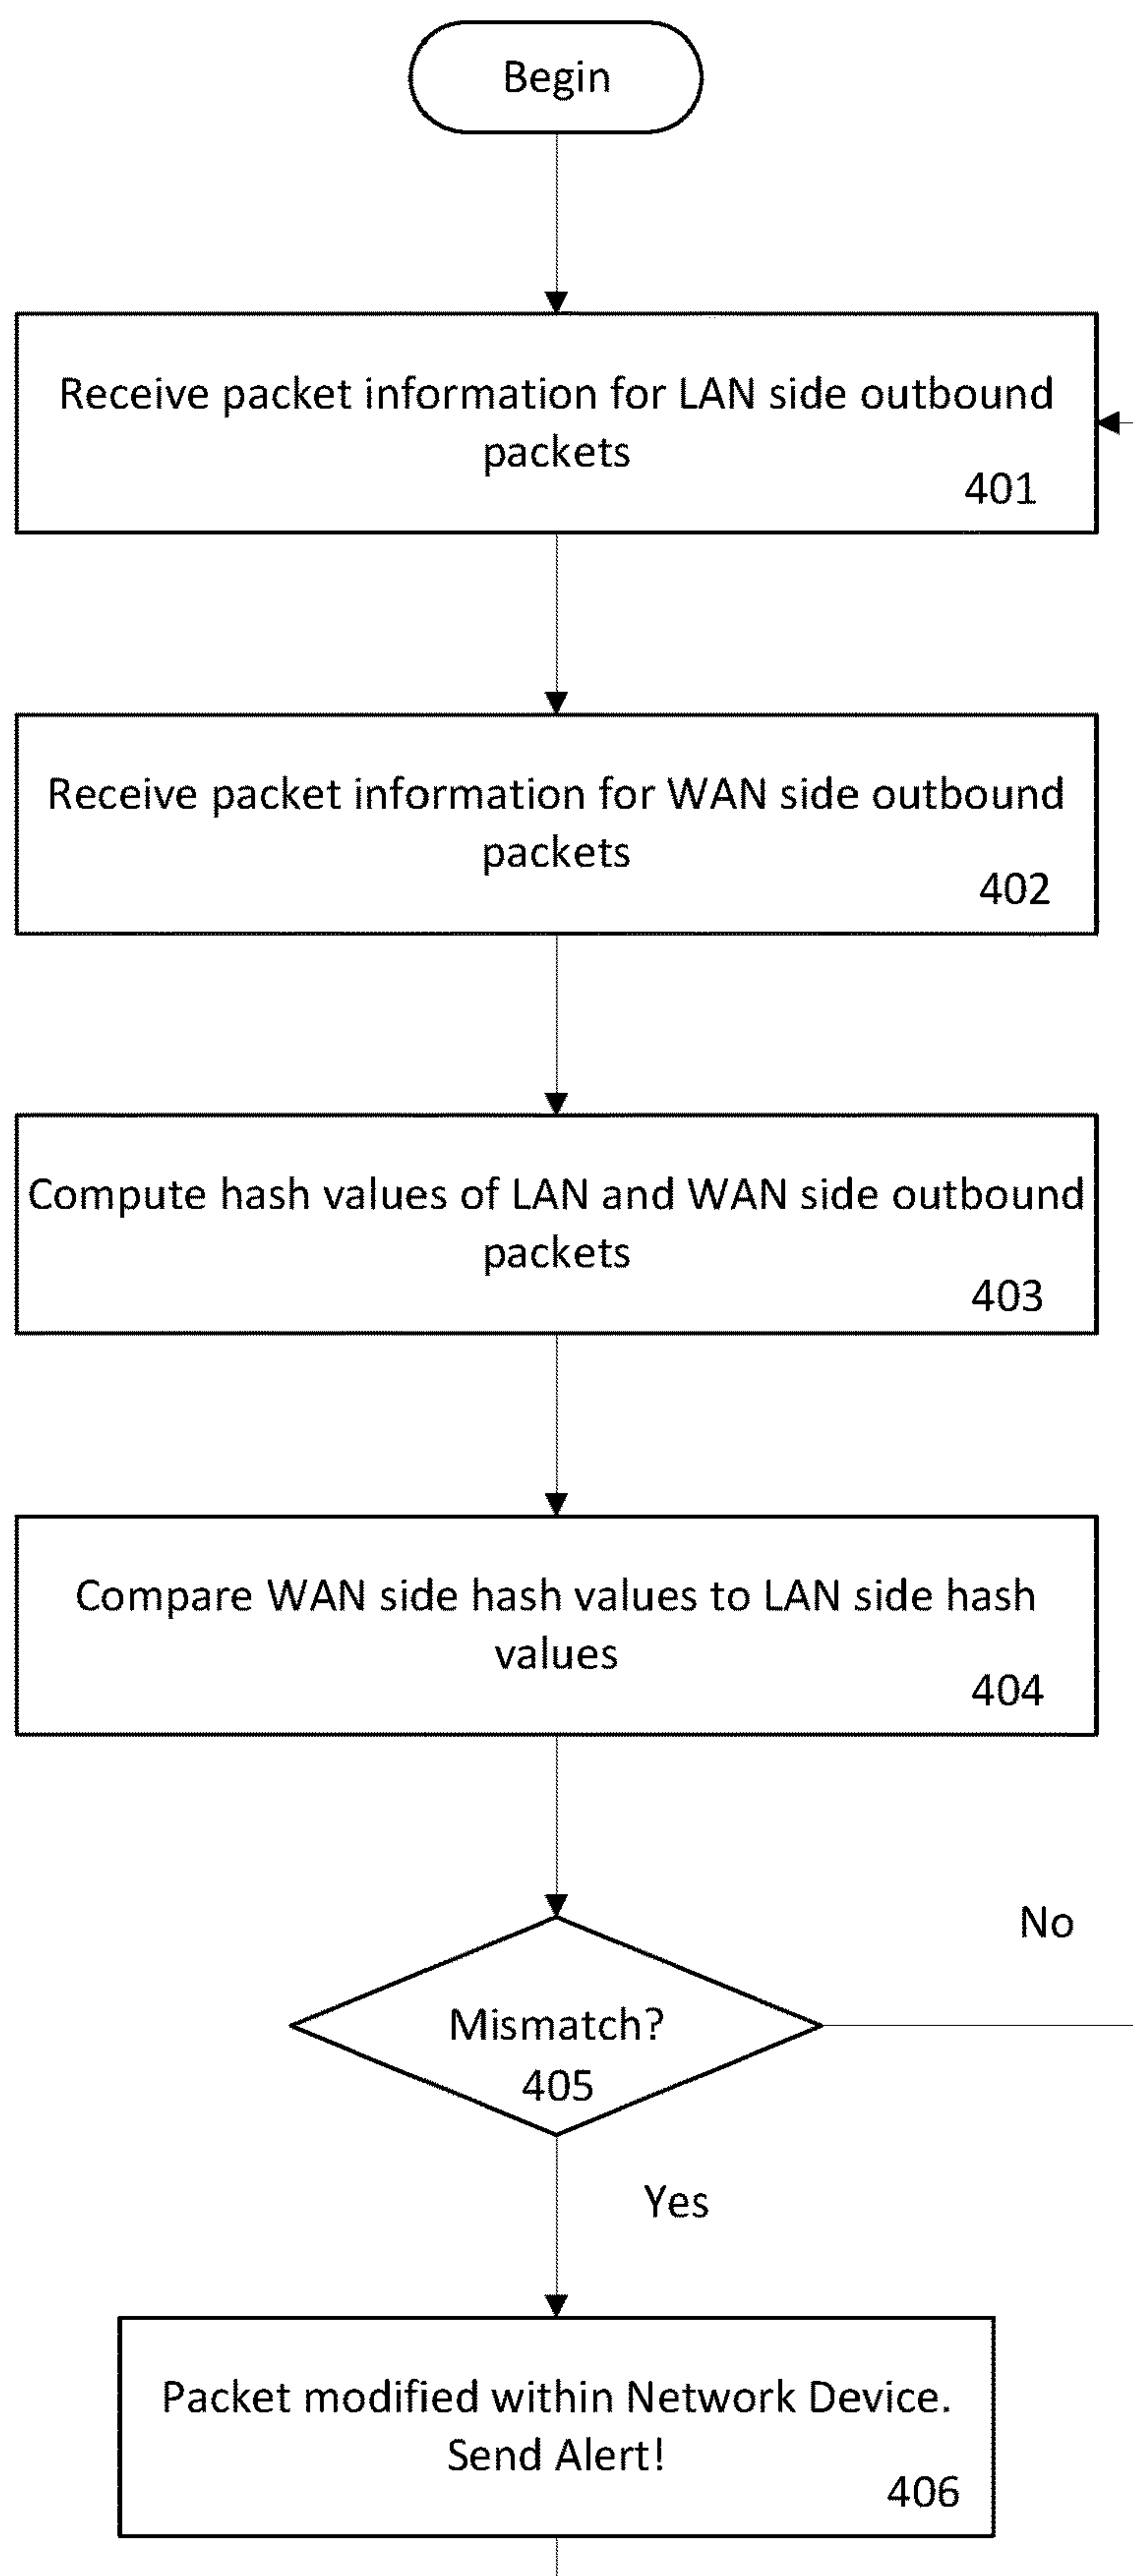 Begin
Receive packet information for LAN side outbound
packets
401
Receive packet information for WAN side outbound
packets
402
Compute hash values of LAN and WAN side outbound
packets
403
Compare WAN side hash values to LAN side hash
values
404
No
Mismatch?
405
Yes
Packet modified within Network Device.
Send Alert!
406